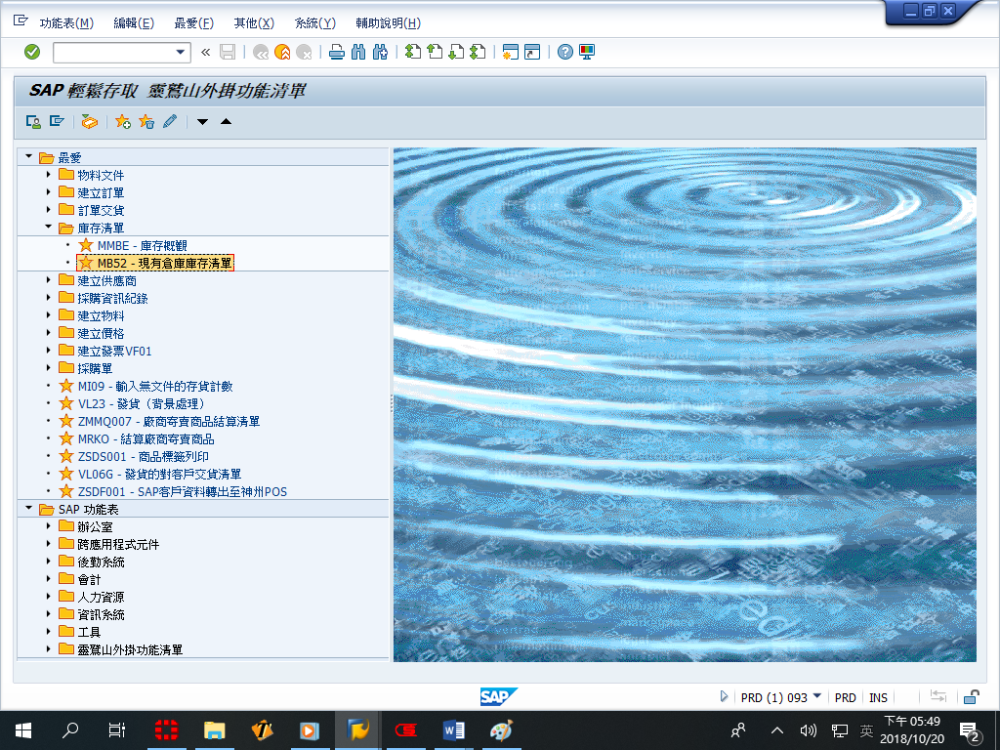 功能表(M) 編輯(E) 最愛(F) 其他(X) 系統(Y) 輔助說明(H)
SAP 輕鬆存取 靈鷲山外掛功能清單
最愛
物料文件
建立訂單
訂單交貨
庫存清單
MMBE - 庫存概觀
MB52 - 現有倉庫庫存清單
建立供應商
採購資訊紀錄
建立物料
建立價格
建立發票VF01
採購單
MI09 - 輸入無文件的存貨計數
VL23 - 發貨（背景處理）
ZMMQ007 - 廠商寄賣商品結算清單
MRKO - 結算廠商寄賣商品
ZSDS001 - 商品標籤列印
VL06G - 發貨的對客戶交貨清單
ZSDF001 - SAP客戶資料轉出至神州POS
SAP 功能表
辦公室
跨應用程式元件
後勤系統
會計
人力資源
資訊系統
工具
靈鷲山外掛功能清單
SAP
PRD (1) 093 PRD INS
英
下午 05:49
2018/10/20
2